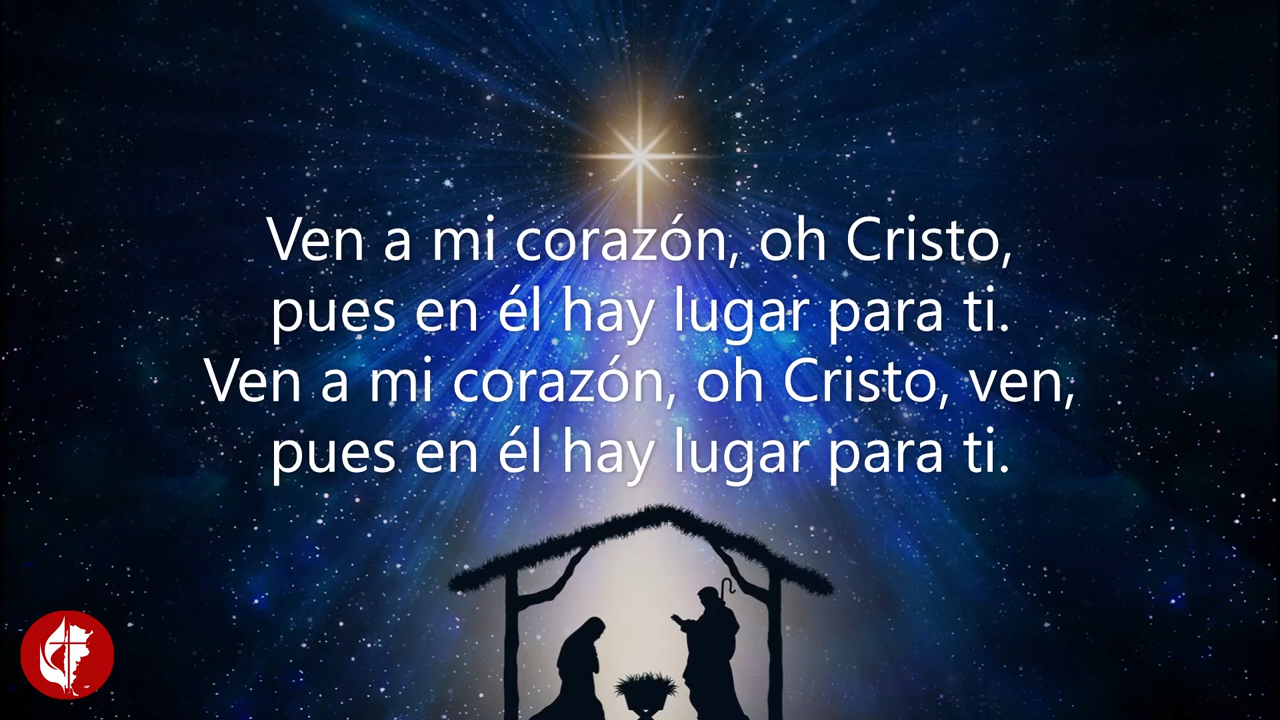 Ven a mi corazón, oh Cristo,
pues en él hay lugar para ti.
Ven a mi corazón, oh Cristo, ven,
pues en él hay lugar para ti.